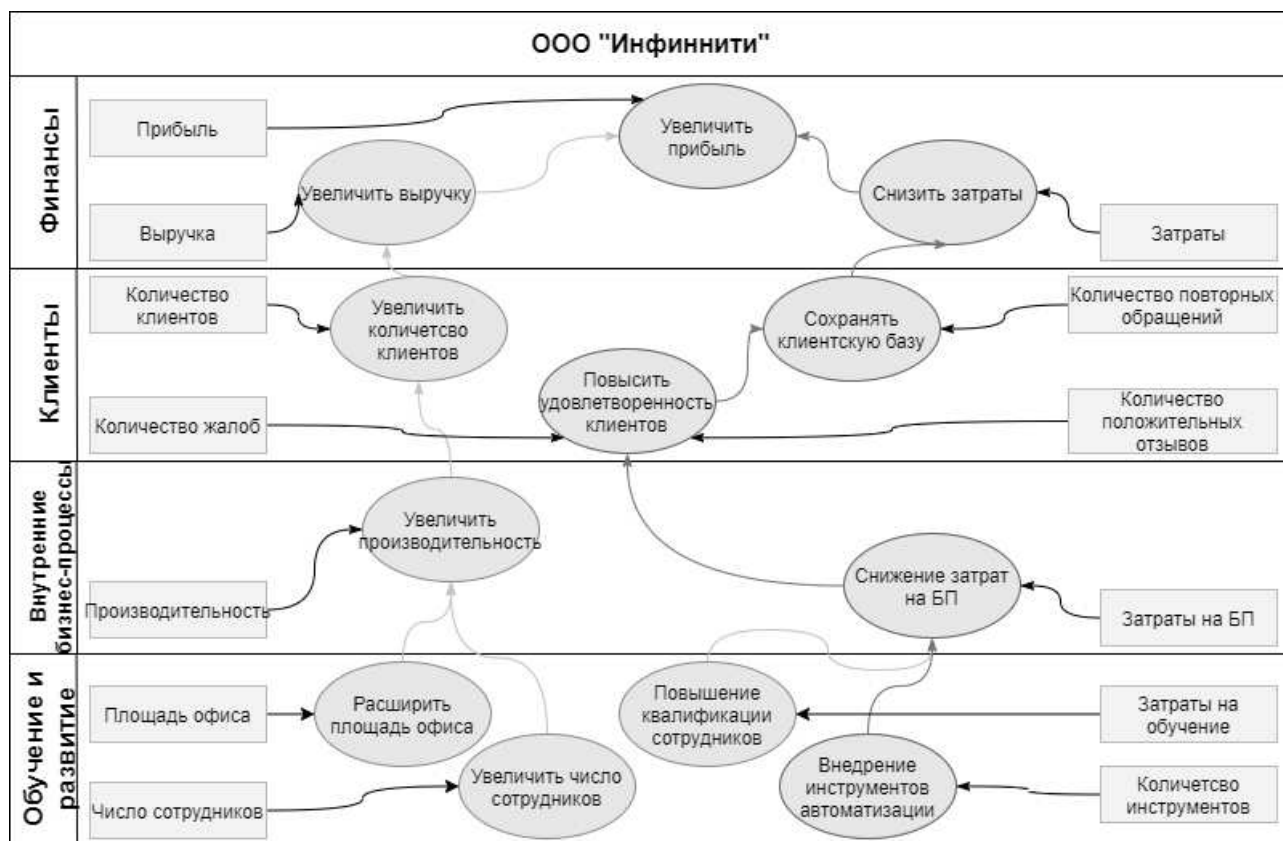 ООО "Инфиннити"
Финансы
Прибыль
Увеличить
прибыль
Увеличить выручку
Снизить затраты
Выручка
Затраты
Клиенты
Количество
клиентов
Увеличить
количетсво
клиентов
Сохранять
клиентскую базу
Количество повторных
обращений
Количество жалоб
Повысить
удовлетворенность
клиентов
Количество
положительных
отзывов
Внутренние
бизнес-процессы
Увеличить
производительность
Производительность
Снижение затрат
на БП
Затраты на БП
Обучение и
развитие
Площадь офиса
Расширить
площадь офиса
Повышение
квалификации
сотрудников
Затраты на
обучение
Число сотрудников
Увеличить число
сотрудников
Внедрение
инструментов
автоматизации
Количетсво
инструментов